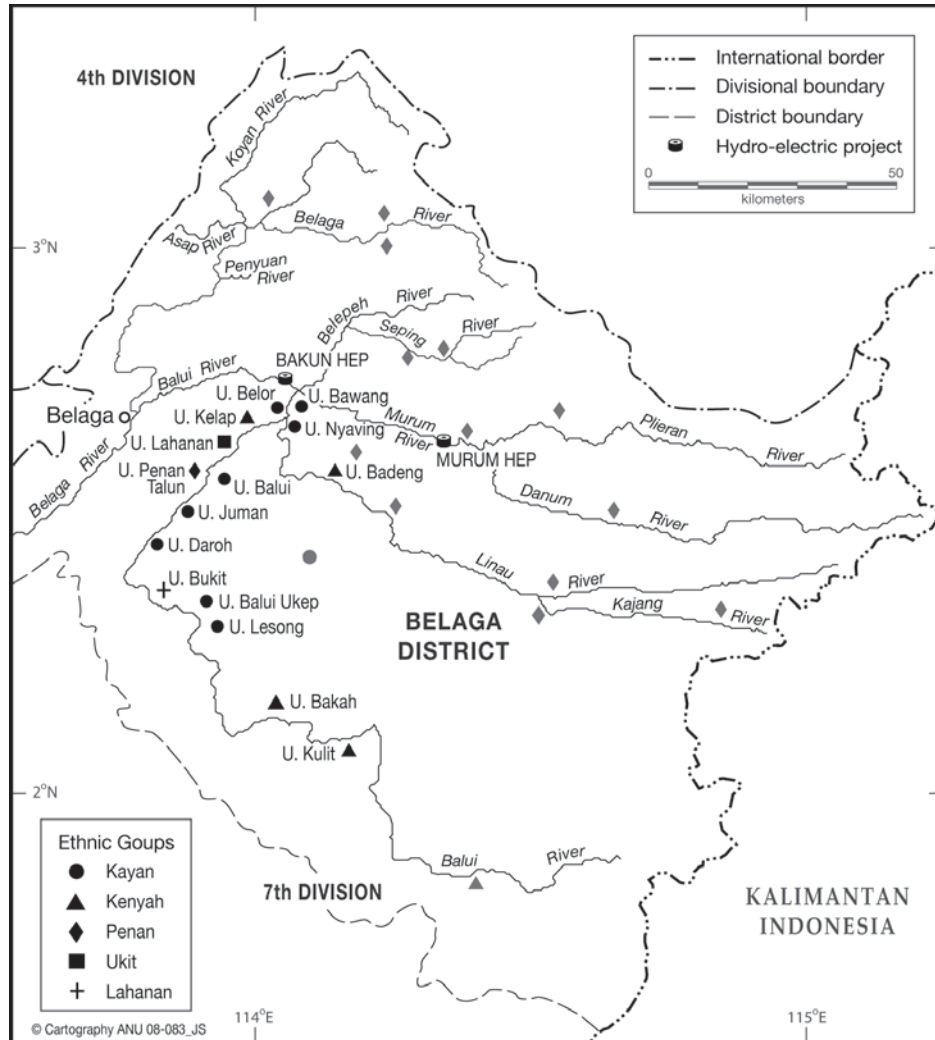 4th DIVISION
International border
Divisional boundary
District boundary
Hydro-electric project
0
50
kilometers
Koyan River
Belaga River
Asap River
3°N
Penyuan
River
Belepeh River
Seping River
BAKUN HEP
Balui River
U. Belor
U. Bawang
Belaga
U. Kelap
Murum
River
U. Nyaving
Plieran
River
U. Lahanan
MURUM HEP
U. Penan
Talun
U. Badeng
Belaga River
U. Balui
Danum
River
U. Juman
U. Daroh
Linau River
U. Bukit
Kajang River
U. Balui Ukep
BELAGA
DISTRICT
U. Lesong
U. Bakah
U. Kulit
2°N
Ethnic Goups
Kayan
Kenyah
Penan
Ukit
Lahanan
Balui River
7th DIVISION
KALIMANTAN
INDONESIA
© Cartography ANU 08-083_JS
114°E
115°E